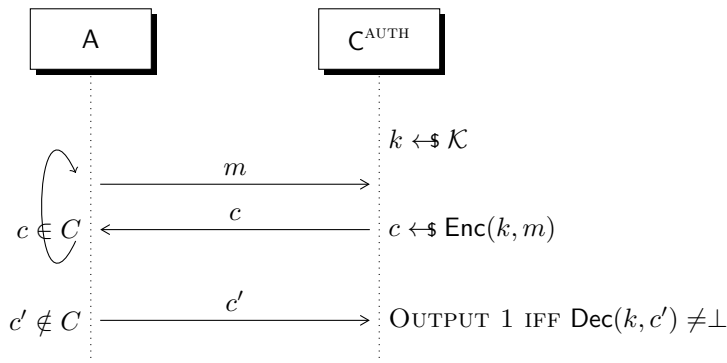 A C^AUTH
k ←$ 𝒦
m
c
c ∈ C
c ←$ Enc(k, m)
c′
c′ ∉ C
OUTPUT 1 IFF Dec(k, c′) ≠⊥